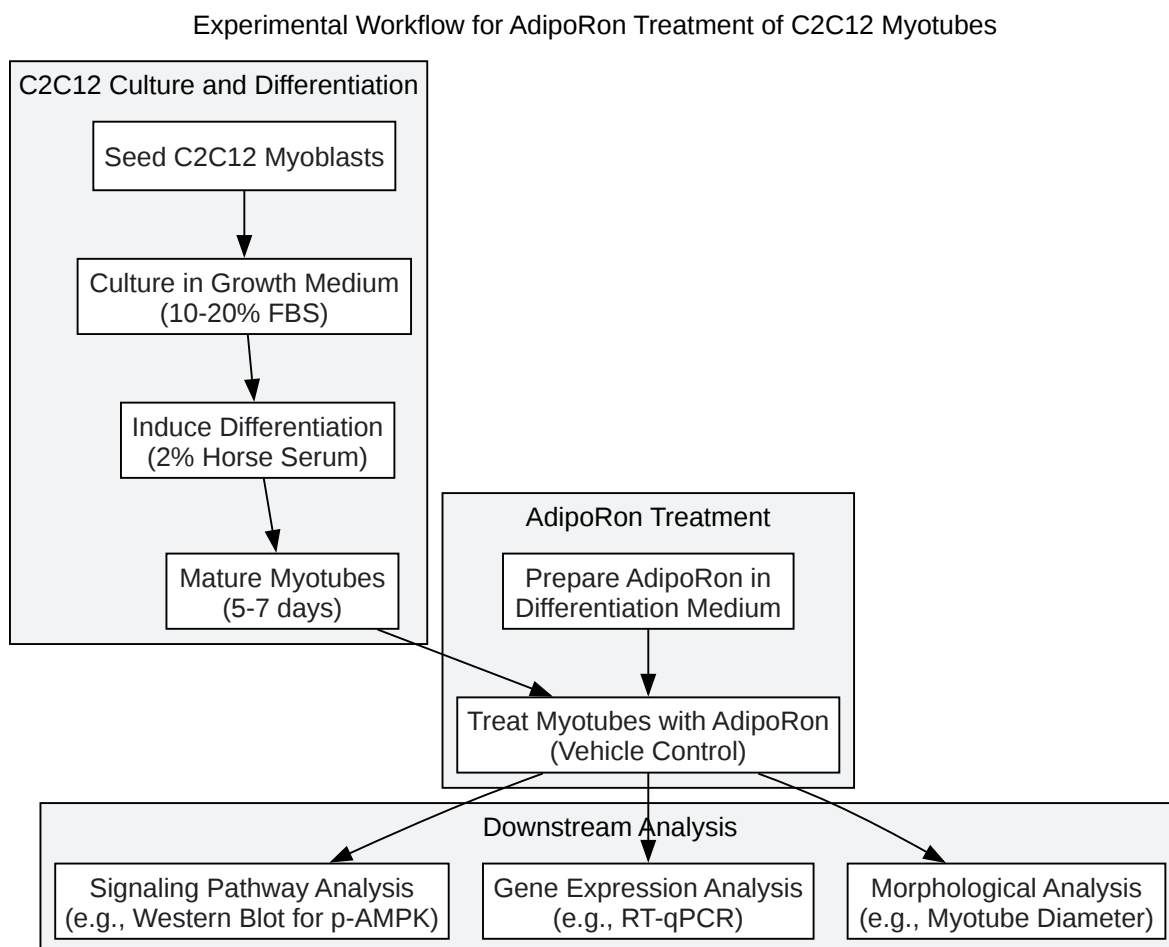 Experimental Workflow for AdipoRon Treatment of C2C12 Myotubes
C2C12 Culture and Differentiation
Seed C2C12 Myoblasts
Culture in Growth Medium
(10-20% FBS)
Induce Differentiation
(2% Horse Serum)
Mature Myotubes
(5-7 days)
AdipoRon Treatment
Prepare AdipoRon in
Differentiation Medium
Treat Myotubes with AdipoRon
(Vehicle Control)
Downstream Analysis
Signaling Pathway Analysis
(e.g., Western Blot for p-AMPK)
Gene Expression Analysis
(e.g., RT-qPCR)
Morphological Analysis
(e.g., Myotube Diameter)